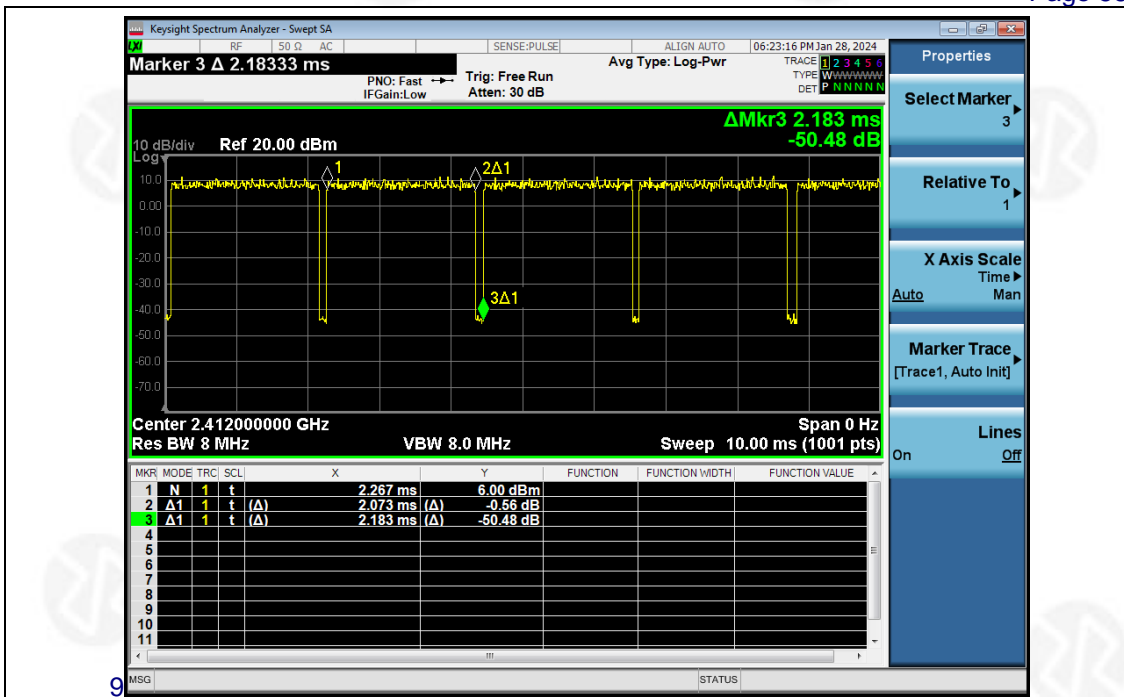 Keysight Spectrum Analyzer - Swept SA
LXI RF 50 Ω AC SENSE:PULSE ALIGN AUTO 06:23:16 PM Jan 28, 2024
Marker 3 Δ 2.18333 ms
PNO: Fast
IFGain:Low
Trig: Free Run
Atten: 30 dB
Avg Type: Log-Pwr
TRACE 1 2 3 4 5 6
TYPE WWWWWW
DET P N N N N N
ΔMkr3 2.183 ms
-50.48 dB
10 dB/div Ref 20.00 dBm
Log
10.0
0.00
-10.0
-20.0
-30.0
-40.0
-50.0
-60.0
-70.0
1
2Δ1
3Δ1
Center 2.412000000 GHz Span 0 Hz
Res BW 8 MHz VBW 8.0 MHz Sweep 10.00 ms (1001 pts)
MKR MODE TRC SCL X Y FUNCTION FUNCTION WIDTH FUNCTION VALUE
1 N 1 t 2.267 ms 6.00 dBm
2 Δ1 1 t (Δ) 2.073 ms (Δ) -0.56 dB
3 Δ1 1 t (Δ) 2.183 ms (Δ) -50.48 dB
4
5
6
7
8
9
10
11
MSG STATUS
Properties
Select Marker
3
Relative To
1
X Axis Scale
Time
Auto Man
Marker Trace
[Trace1, Auto Init]
Lines
On Off
9